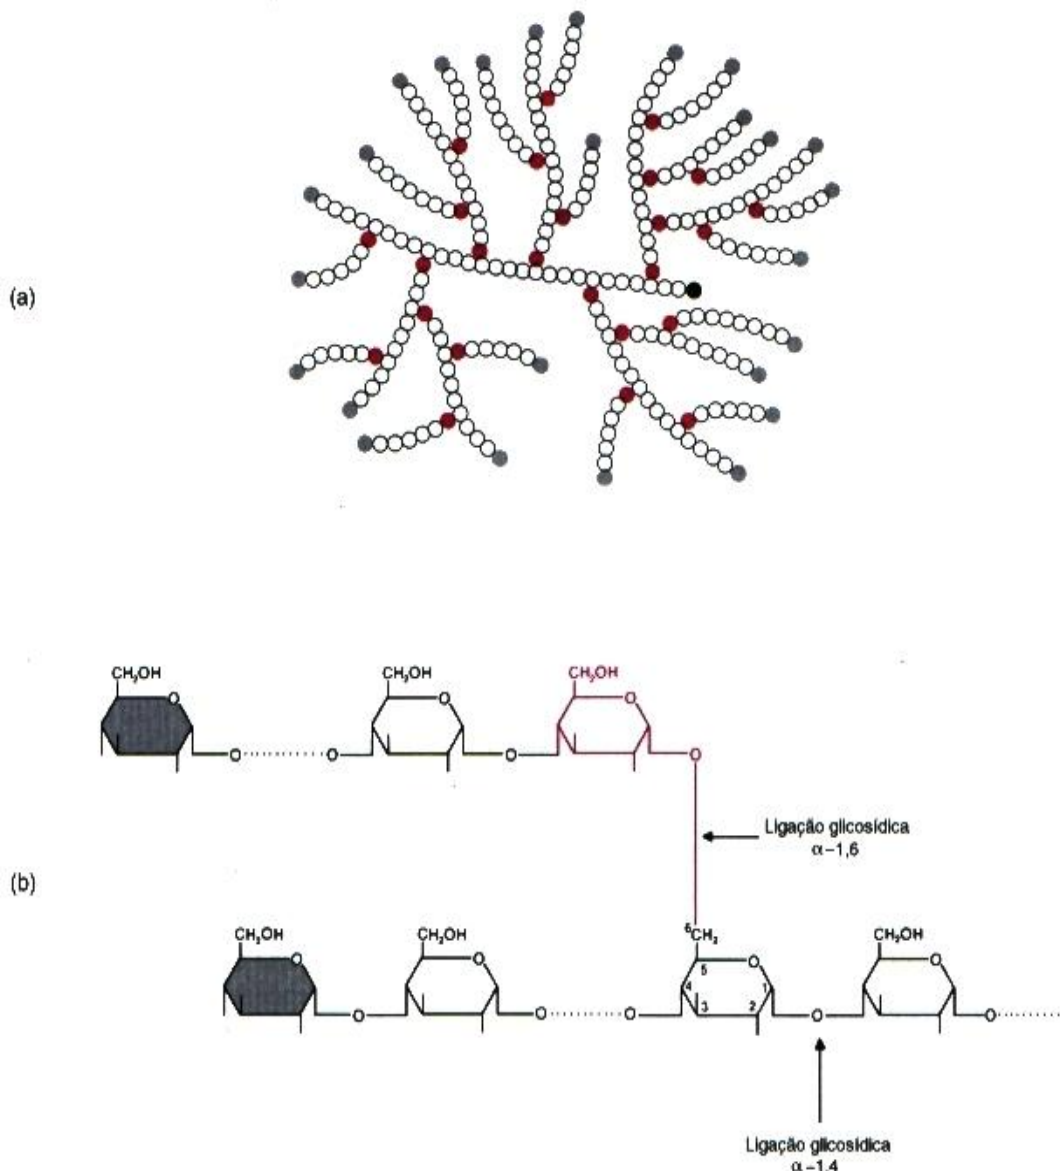 (a)
CH₂OH
CH₂OH
CH₂OH
O
O
O
O
O
O
O
Ligação glicosídica
α–1,6
(b)
CH₂OH
CH₂OH
⁶CH₂
CH₂OH
O
O
O
O
5
4
1
3
2
O
O
O
O
O
Ligação glicosídica
α–1,4